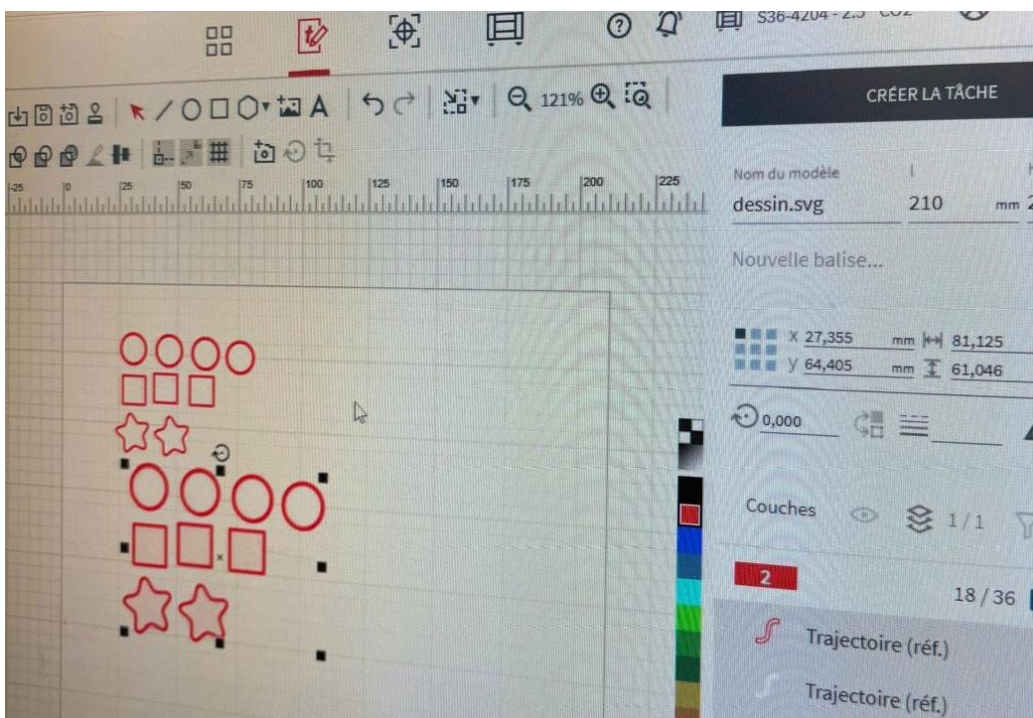 S36-4204 - 2.5 CO2
CRÉER LA TÂCHE
A
121%
-25 0 25 50 75 100 125 150 175 200 225
Nom du modèle
dessin.svg
210 mm
Nouvelle balise...
X 27,355 mm 81,125
y 64,405 mm 61,046
0,000
Couches 1/1
2
18 / 36
Trajectoire (réf.)
Trajectoire (réf.)